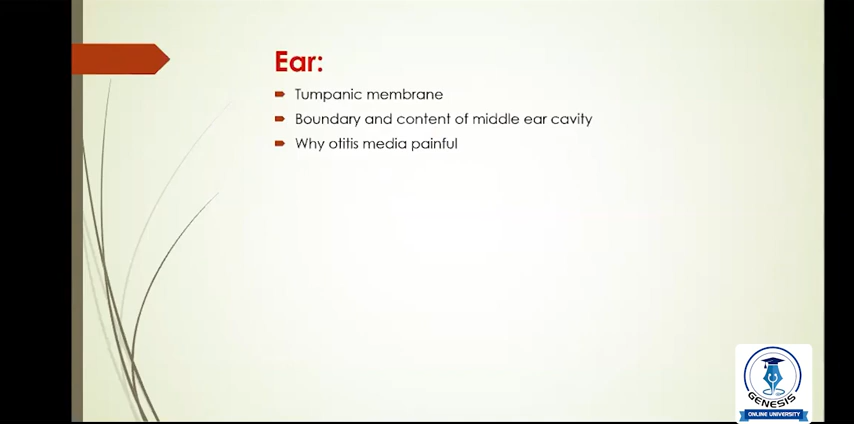 Ear:
Tumpanic membrane
Boundary and content of middle ear cavity
Why otitis media painful
GENESIS
ONLINE UNIVERSITY